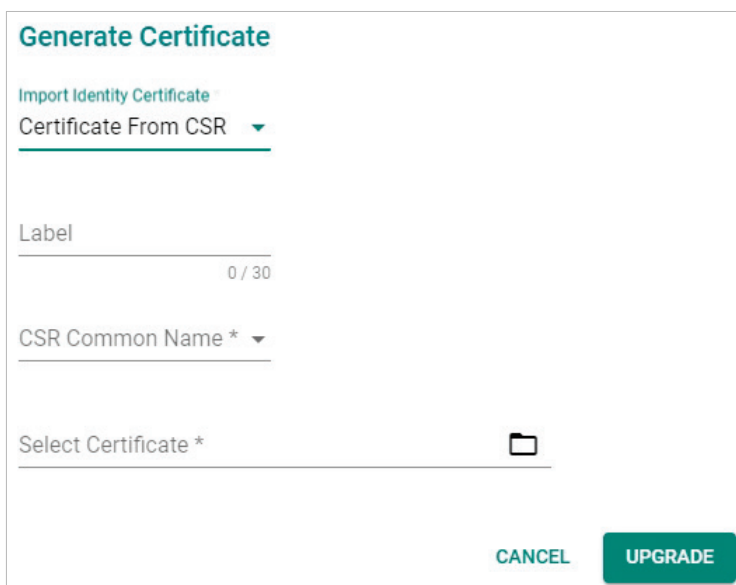 Generate Certificate
Import Identity Certificate
Certificate From CSR
Label
0 / 30
CSR Common Name *
Select Certificate *
CANCEL UPGRADE